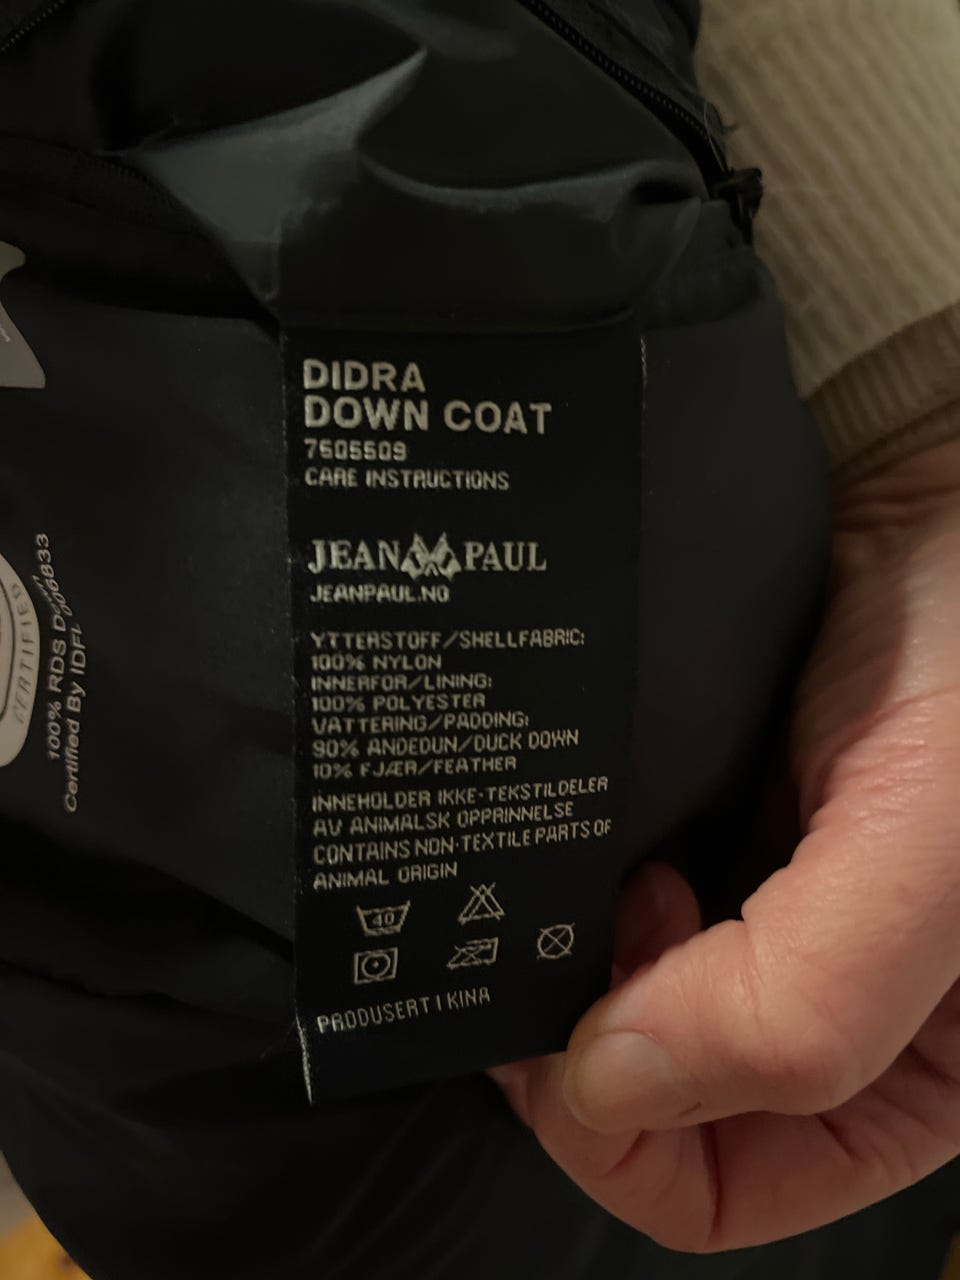 DIDRA
DOWN COAT
7505509
CARE INSTRUCTIONS
JEAN PAUL
JEANPAUL.NO
YTTERSTOFF/SHELLFABRIC:
100% NYLON
INNERFOR/LINING:
100% POLYESTER
VATTERING/PADDING:
90% ANDEDUN/DUCK DOWN
10% FJÆR/FEATHER
INNEHOLDER IKKE-TEKSTILDELER
AV ANIMALSK OPPRINNELSE
CONTAINS NON-TEXTILE PARTS OF
ANIMAL ORIGIN
40
PRODUSERT I KINA
CERTIFIED
100% RDS
Certified By IDFL